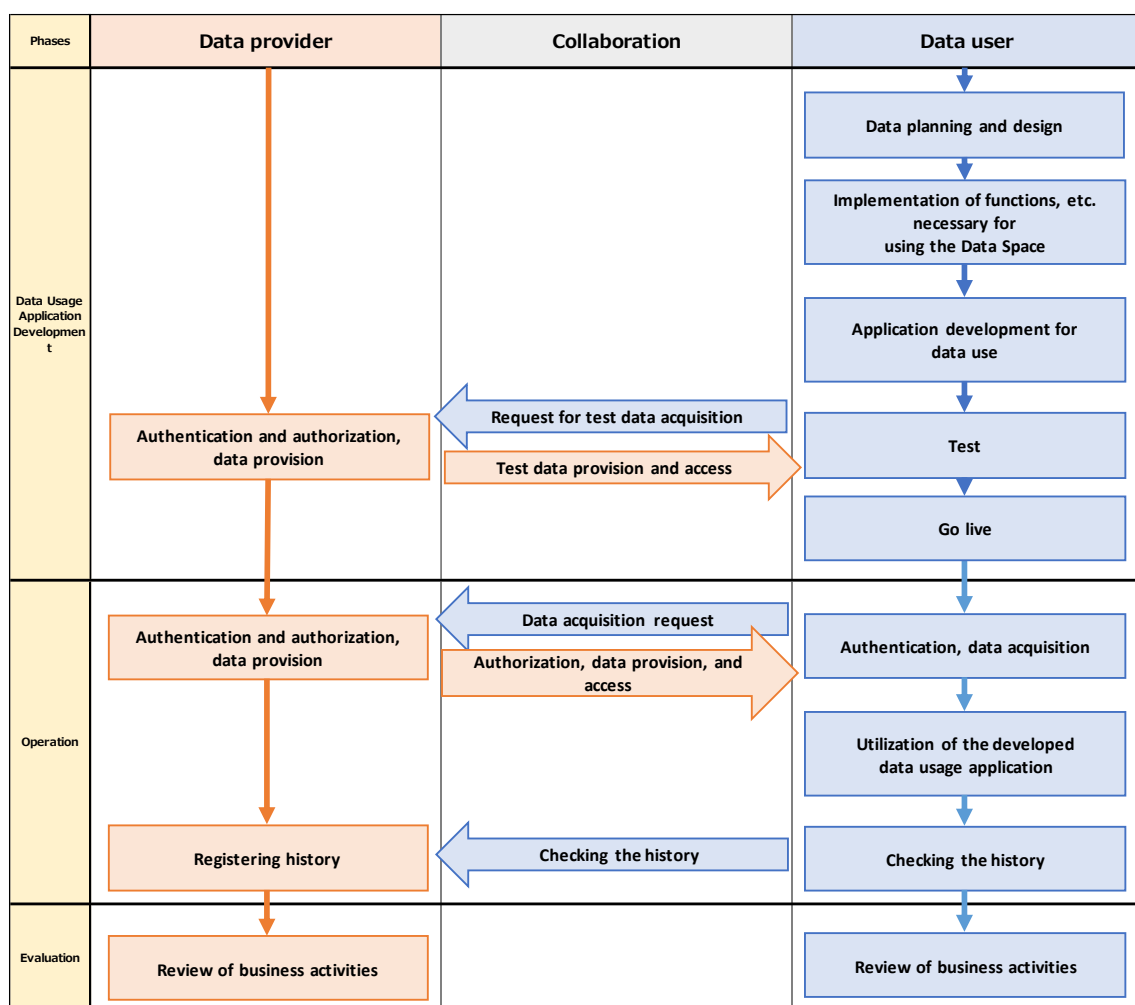 Phases
Data provider
Collaboration
Data user
Data Usage
Application
Developmen
t
Data planning and design
Implementation of functions, etc.
necessary for
using the Data Space
Application development for
data use
Request for test data acquisition
Authentication and authorization,
data provision
Test data provision and access
Test
Go live
Operation
Data acquisition request
Authentication and authorization,
data provision
Authorization, data provision, and
access
Authentication, data acquisition
Utilization of the developed
data usage application
Registering history
Checking the history
Checking the history
Evaluation
Review of business activities
Review of business activities